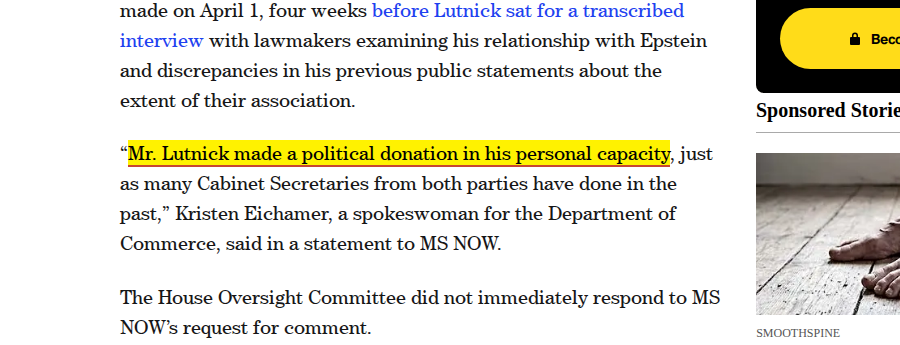 made on April 1, four weeks before Lutnick sat for a transcribed
interview with lawmakers examining his relationship with Epstein
and discrepancies in his previous public statements about the
extent of their association.
“Mr. Lutnick made a political donation in his personal capacity, just
as many Cabinet Secretaries from both parties have done in the
past,” Kristen Eichamer, a spokeswoman for the Department of
Commerce, said in a statement to MS NOW.
The House Oversight Committee did not immediately respond to MS
NOW’s request for comment.
Sponsored
SMOOTHSPINE